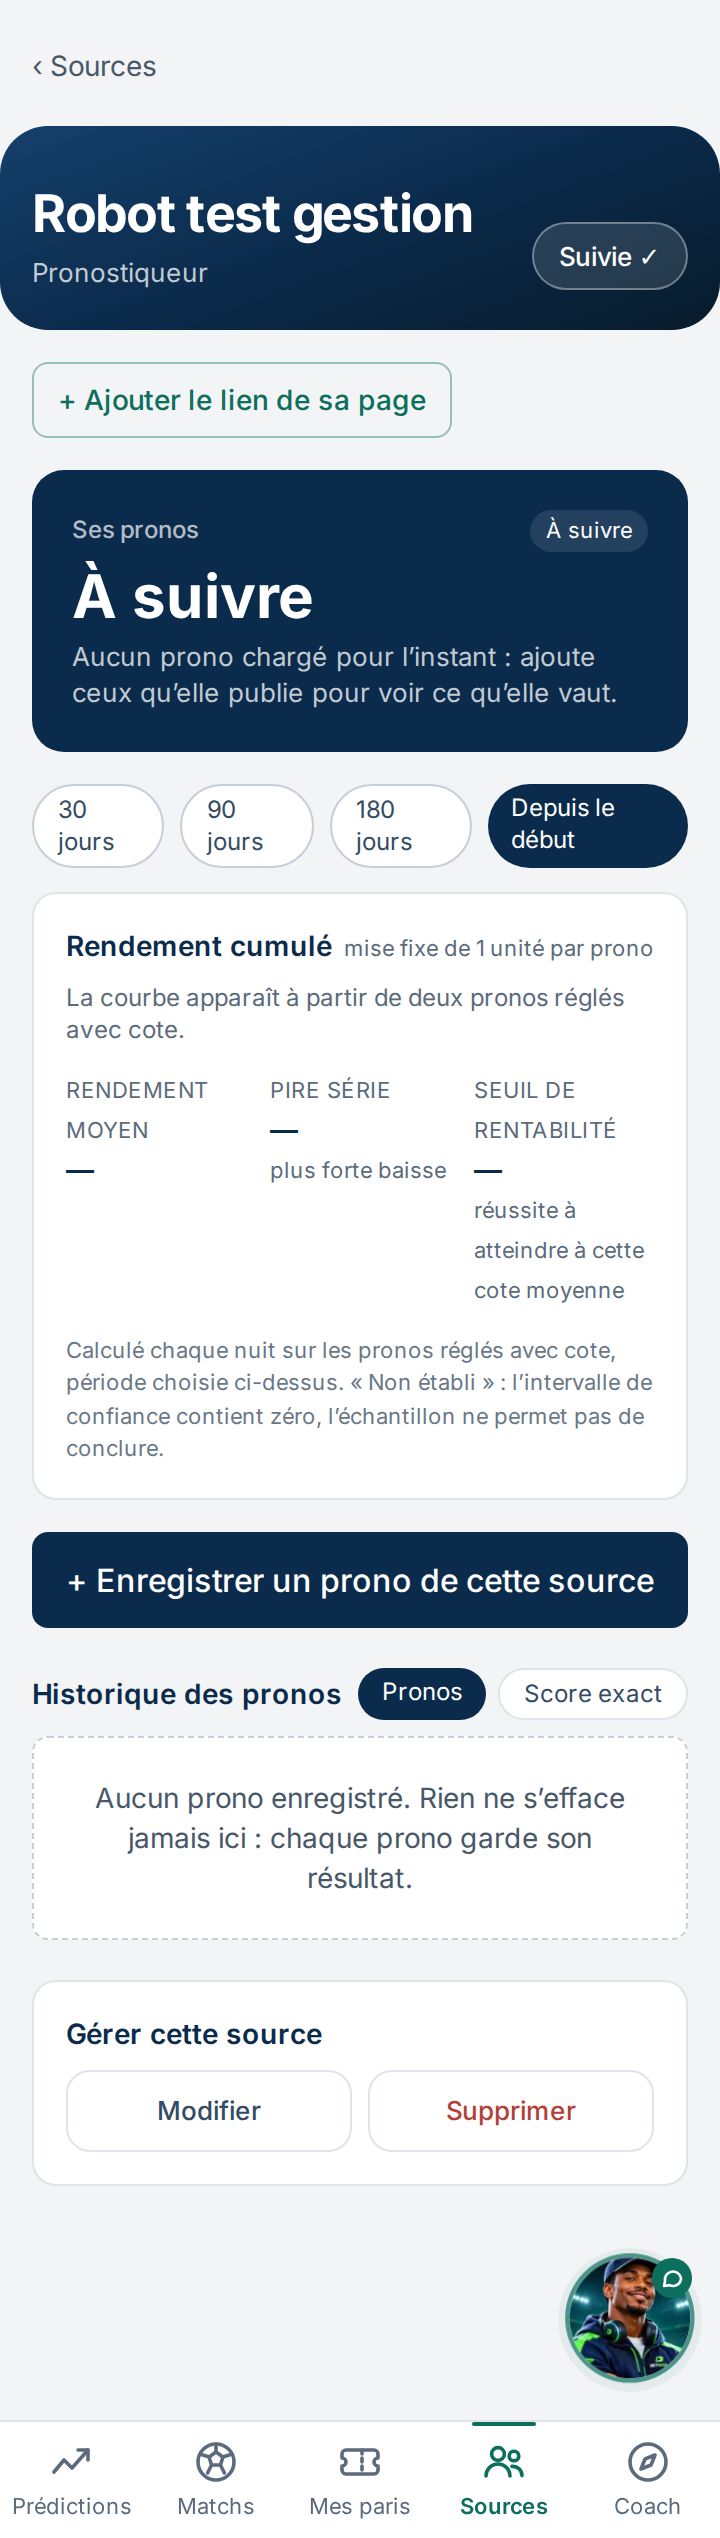 ‹ Sources
Robot test gestion
Pronostiqueur
Suivie ✓
+ Ajouter le lien de sa page
Ses pronos
À suivre
À suivre
Aucun prono chargé pour l’instant : ajoute
ceux qu’elle publie pour voir ce qu’elle vaut.
30
jours
90
jours
180
jours
Depuis le
début
Rendement cumulé mise fixe de 1 unité par prono
La courbe apparaît à partir de deux pronos réglés
avec cote.
RENDEMENT
MOYEN
—
PIRE SÉRIE
—
plus forte baisse
SEUIL DE
RENTABILITÉ
—
réussite à
atteindre à cette
cote moyenne
Calculé chaque nuit sur les pronos réglés avec cote,
période choisie ci-dessus. « Non établi » : l’intervalle de
confiance contient zéro, l’échantillon ne permet pas de
conclure.
+ Enregistrer un prono de cette source
Historique des pronos
Pronos
Score exact
Aucun prono enregistré. Rien ne s’efface
jamais ici : chaque prono garde son
résultat.
Gérer cette source
Modifier
Supprimer
Prédictions
Matchs
Mes paris
Sources
Coach